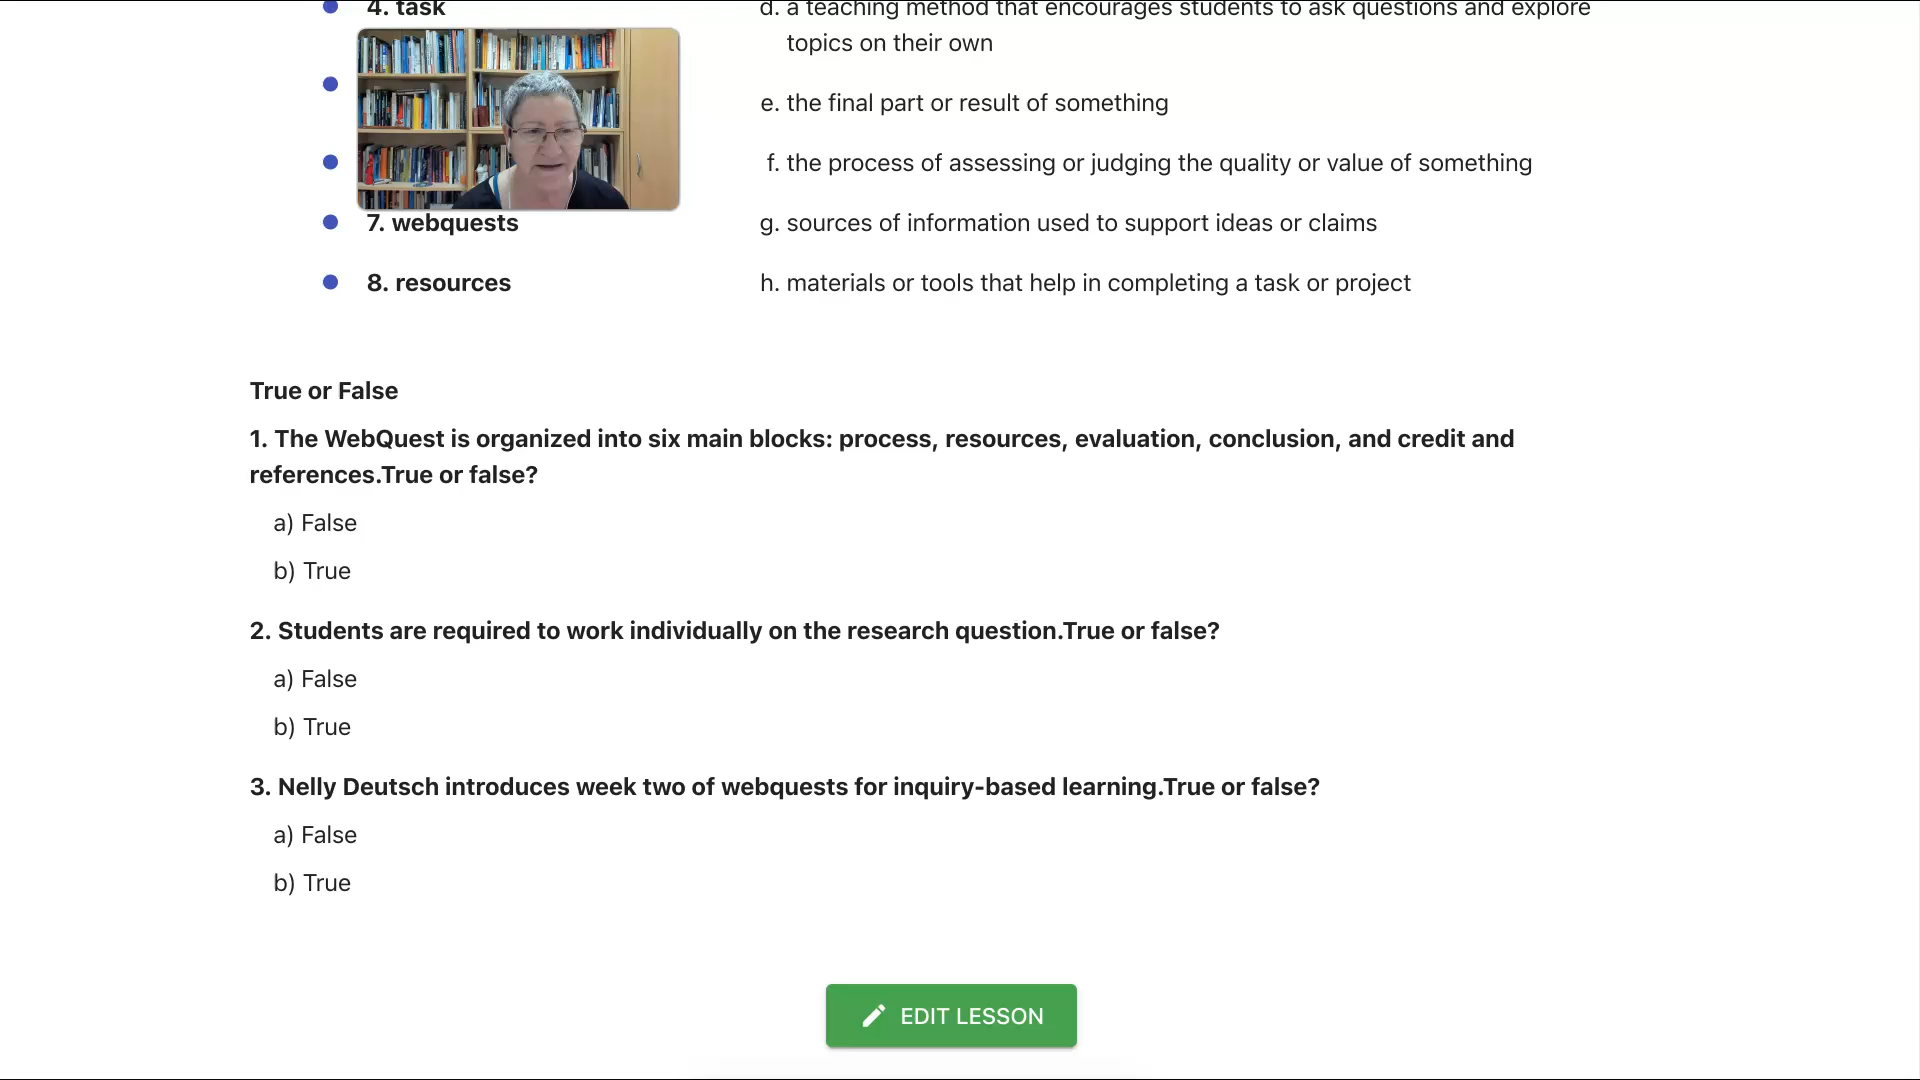 4. task
d. a teaching method that encourages students to ask questions and explore
topics on their own
e. the final part or result of something
f. the process of assessing or judging the quality or value of something
7. webquests
g. sources of information used to support ideas or claims
8. resources
h. materials or tools that help in completing a task or project
True or False
1. The WebQuest is organized into six main blocks: process, resources, evaluation, conclusion, and credit and
references.True or false?
a) False
b) True
2. Students are required to work individually on the research question.True or false?
a) False
b) True
3. Nelly Deutsch introduces week two of webquests for inquiry-based learning.True or false?
a) False
b) True
EDIT LESSON